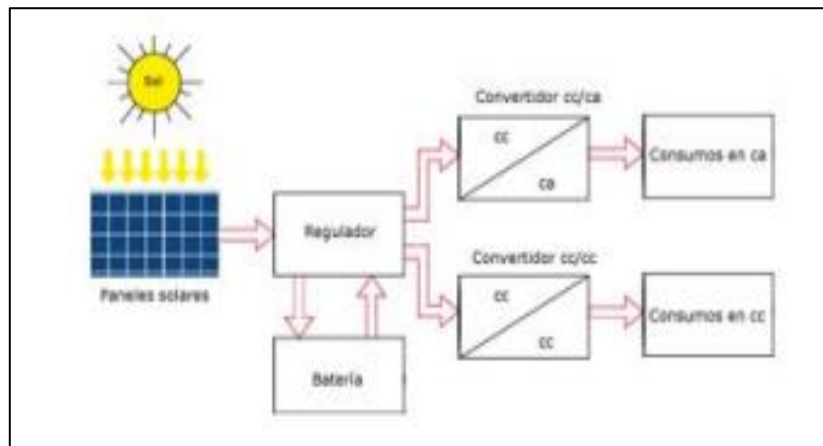 Sol
Convertidor cc/ca
cc
ca
Consumos en ca
Regulador
Paneles solares
Convertidor cc/cc
cc
cc
Consumos en cc
Batería